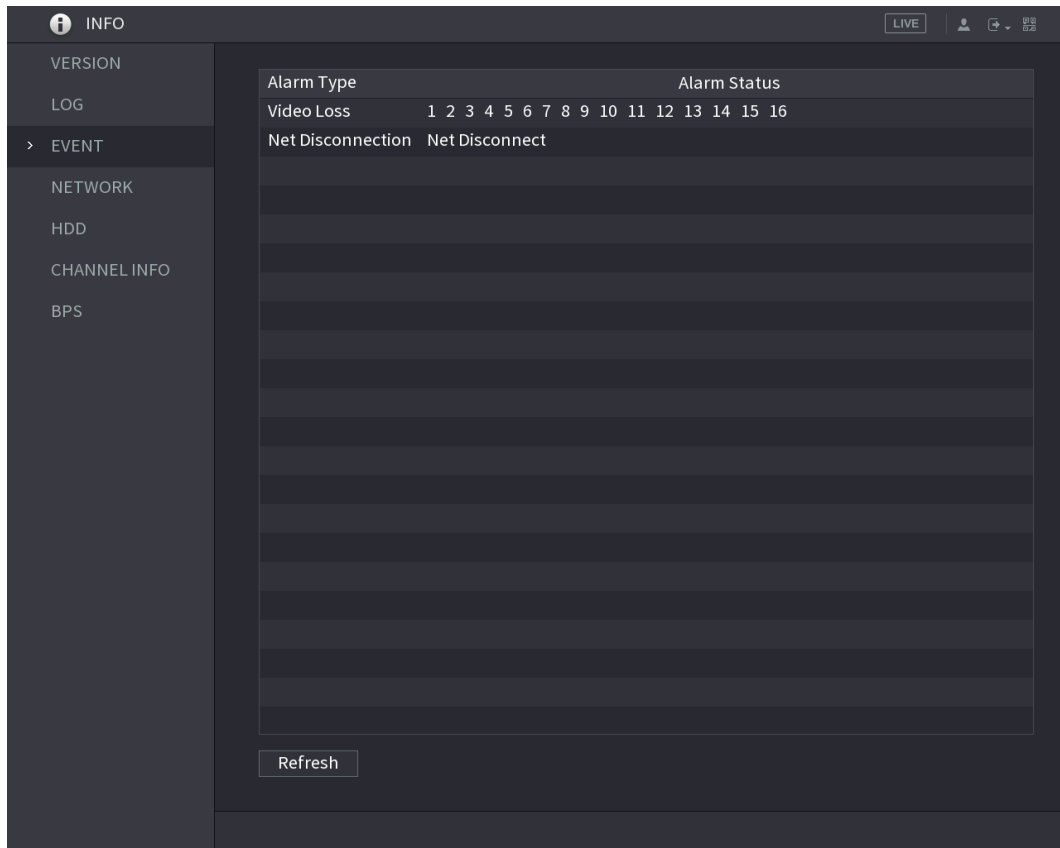 INFO
LIVE
VERSION
LOG
EVENT
NETWORK
HDD
CHANNEL INFO
BPS
Alarm Type Alarm Status
Video Loss 1 2 3 4 5 6 7 8 9 10 11 12 13 14 15 16
Net Disconnection Net Disconnect
Refresh